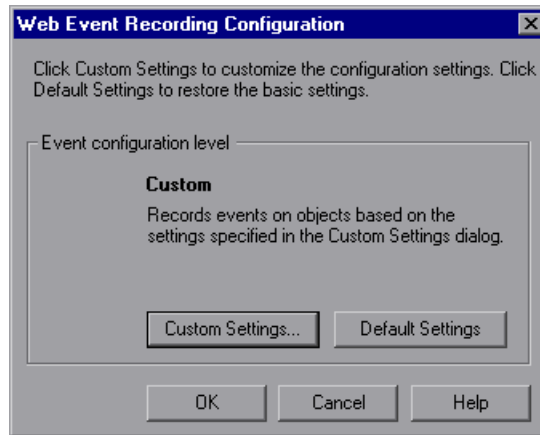 Web Event Recording Configuration
Click Custom Settings to customize the configuration settings. Click
Default Settings to restore the basic settings.
Event configuration level
Custom
Records events on objects based on the
settings specified in the Custom Settings dialog.
Custom Settings... Default Settings
OK Cancel Help